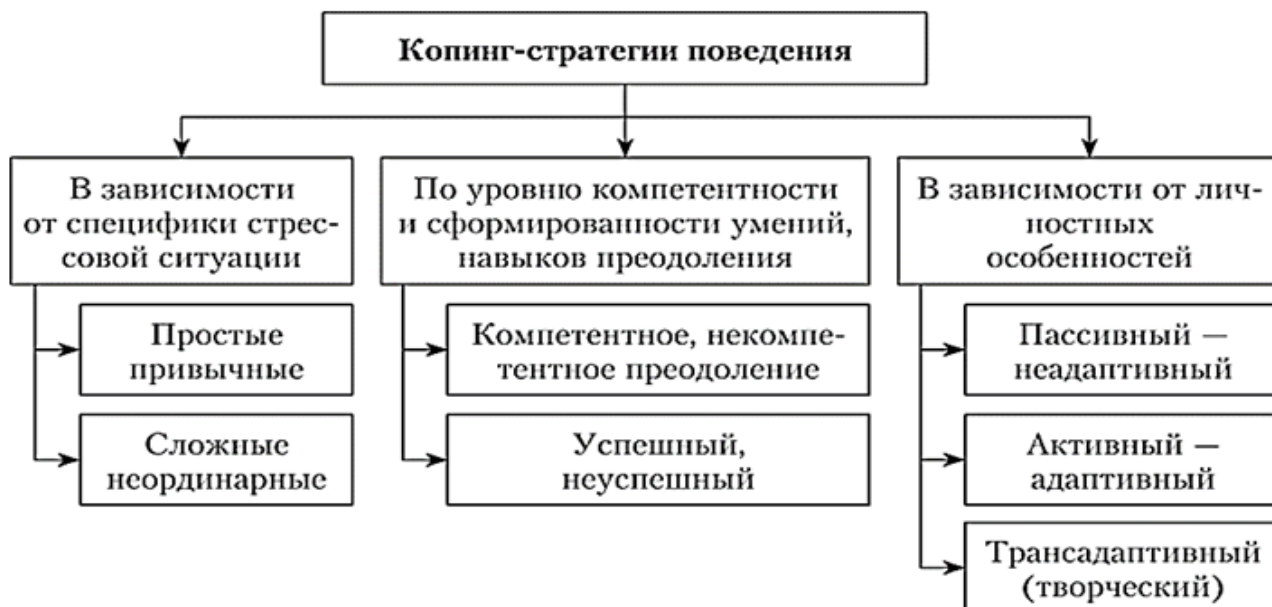 Копинг-стратегии поведения
В зависимости
от специфики стрес-
совой ситуации
Простые
привычные
Сложные
неординарные
По уровню компетентности
и сформированности умений,
навыков преодоления
Компетентное, некомпе-
тентное преодоление
Успешный,
неуспешный
В зависимости от лич-
ностных
особенностей
Пассивный —
неадаптивный
Активный —
адаптивный
Трансадаптивный
(творческий)